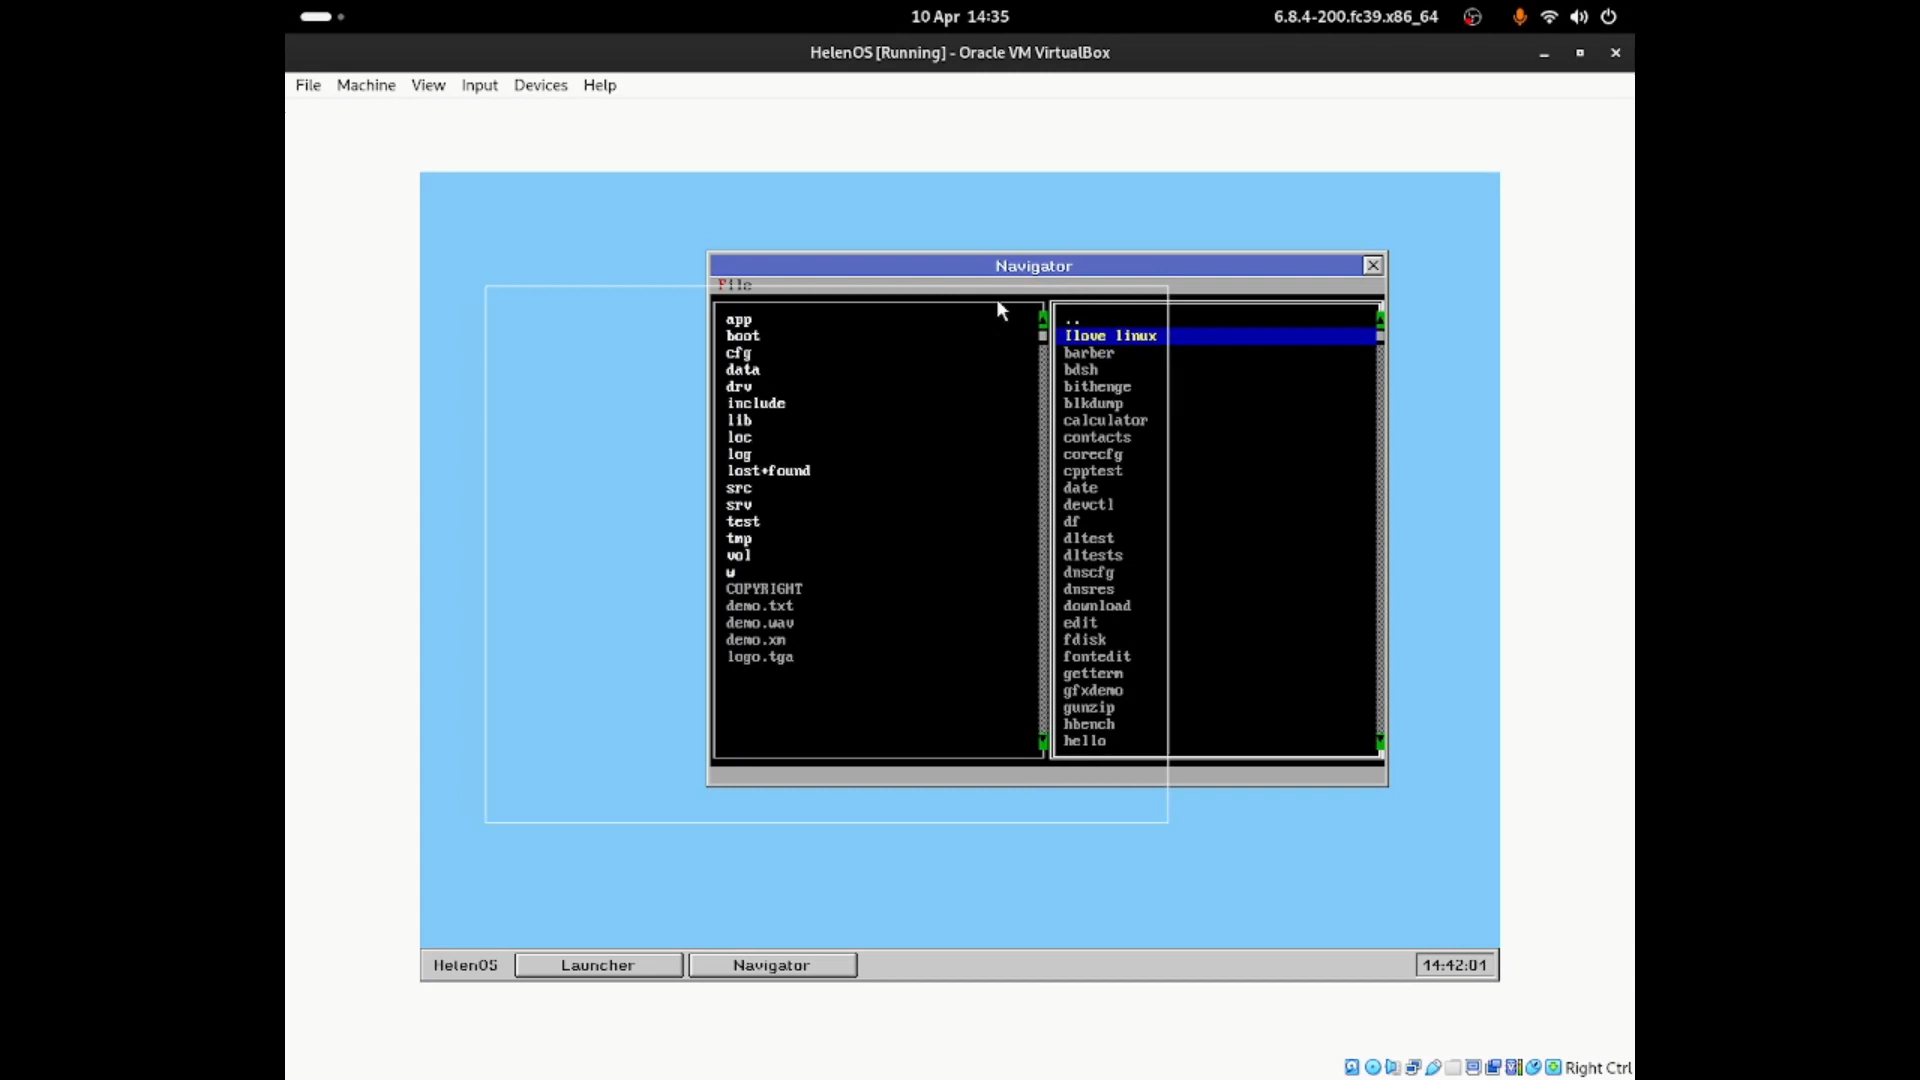 10 Apr 14:35
6.8.4-200.fc39.x86_64
HelenOS [Running] - Oracle VM VirtualBox
File Machine View Input Devices Help
Navigator
File
app
boot
cfg
data
drv
include
lib
loc
log
lost+found
src
srv
test
tmp
vol
w
COPYRIGHT
demo.txt
demo.wav
demo.xm
logo.tga
..
Ilove linux
barber
bdsh
bithenge
blkdump
calculator
contacts
corecfg
cpptest
date
devctl
df
dltest
dltests
dnscfg
dnsres
download
edit
fdisk
fontedit
getterm
gfxdemo
gunzip
hbench
hello
HelenOS
Launcher
Navigator
14:42:01
Right Ctrl